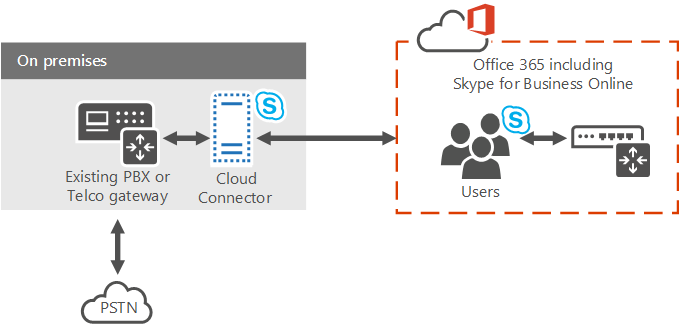 On premises
Existing PBX or
Telco gateway
Cloud
Connector
S
PSTN
Office 365 including
Skype for Business Online
S
Users